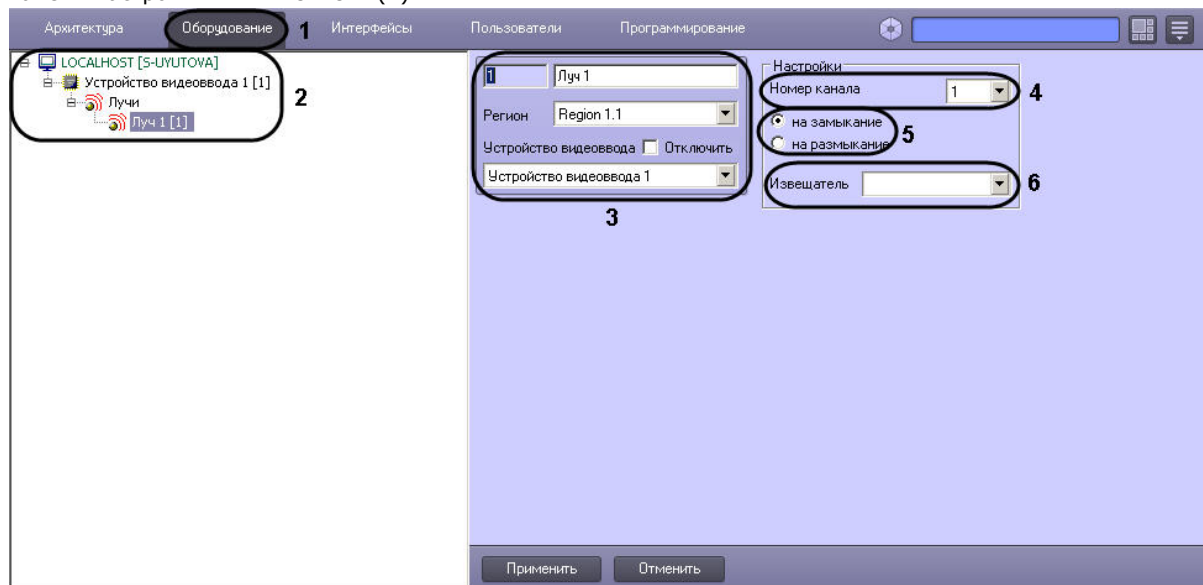 Архитектура Оборудование 1 Интерфейсы Пользователи Программирование
LOCALHOST [S-UYUTOVA]
Устройство видеоввода 1 [1]
Лучи
Луч 1 [1]
2
1 Луч 1
Регион Region 1.1
Устройство видеоввода Отключить
Устройство видеоввода 1
3
Настройки
Номер канала 1 4
на замыкание
на размыкание 5
Извещатель 6
Применить Отменить